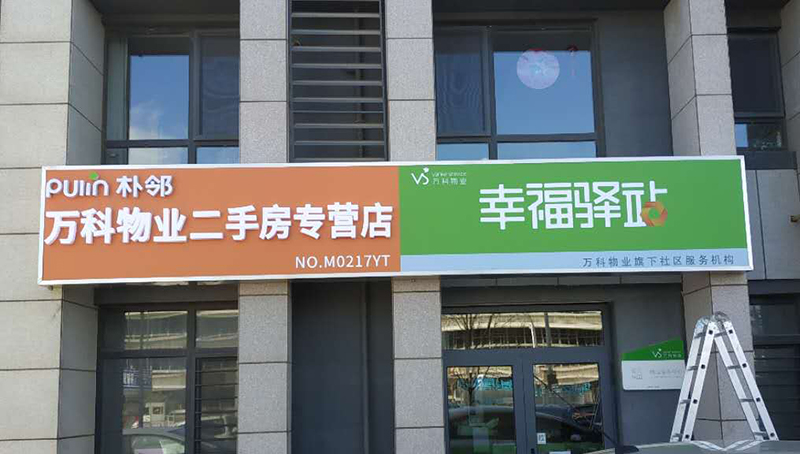 PUlin 朴邻
万科物业二手房专营店
NO.M0217YT
万科物业
幸福驿站
万科物业旗下社区服务机构